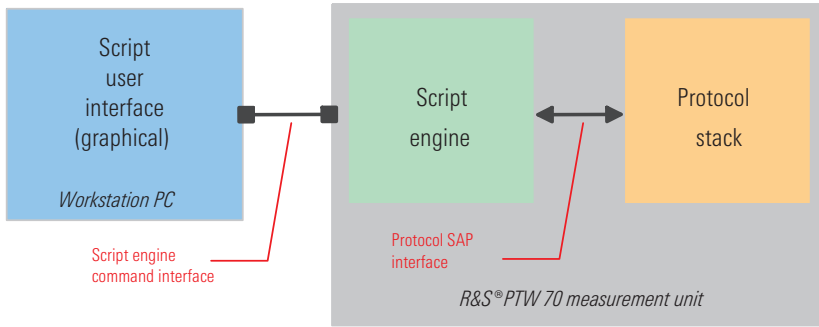 Script
user
interface
(graphical)
Workstation PC
Script
engine
Protocol
stack
Script engine
command interface
Protocol SAP
interface
R&S®PTW 70 measurement unit